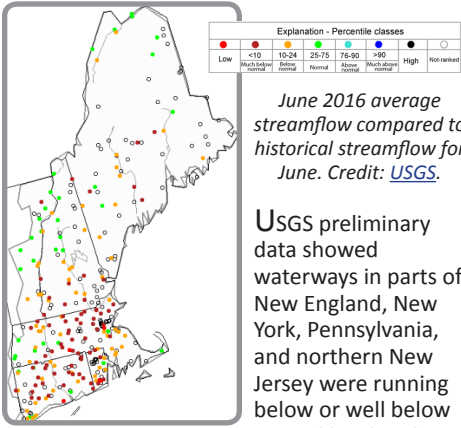 Explanation - Percentile classes
Low
<10
10-24
25-75
76-90
>90
High
Not-ranked
Much below normal
Below normal
Normal
Above normal
Much above normal
June 2016 average
streamflow compared to
historical streamflow for
June. Credit: USGS.
USGS preliminary
data showed
waterways in parts of
New England, New
York, Pennsylvania,
and northern New
Jersey were running
below or well below